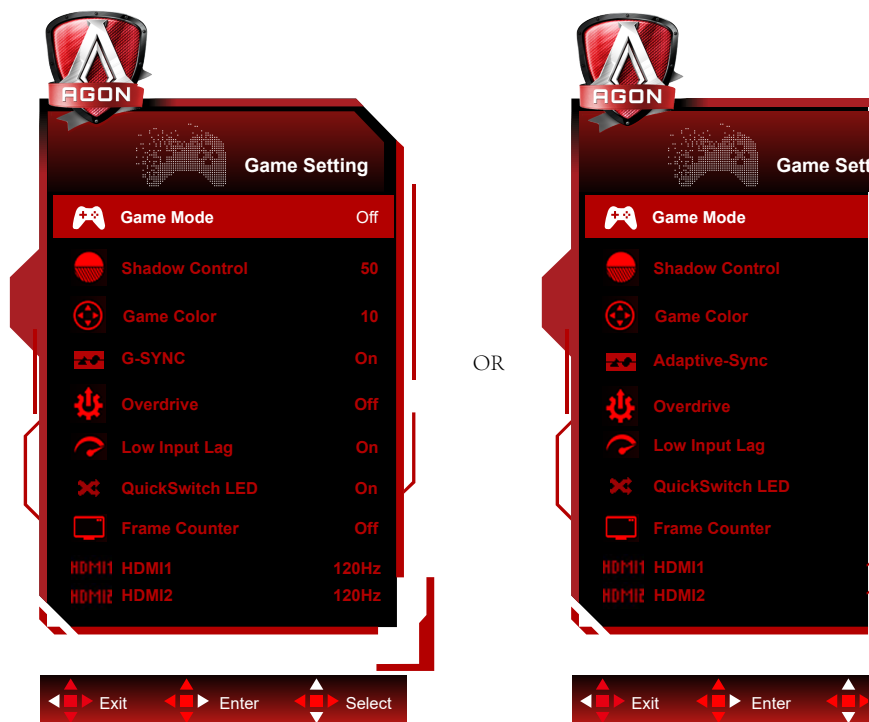 AGON
Game Setting
Game Mode Off
Shadow Control 50
Game Color 10
G-SYNC On
Overdrive Off
Low Input Lag On
QuickSwitch LED On
Frame Counter Off
HDMI1 HDMI1 120Hz
HDMI2 HDMI2 120Hz
Exit Enter Select
OR
AGON
Game Sett
Game Mode
Shadow Control
Game Color
Adaptive-Sync
Overdrive
Low Input Lag
QuickSwitch LED
Frame Counter
HDMI1 HDMI1
HDMI2 HDMI2
Exit Enter